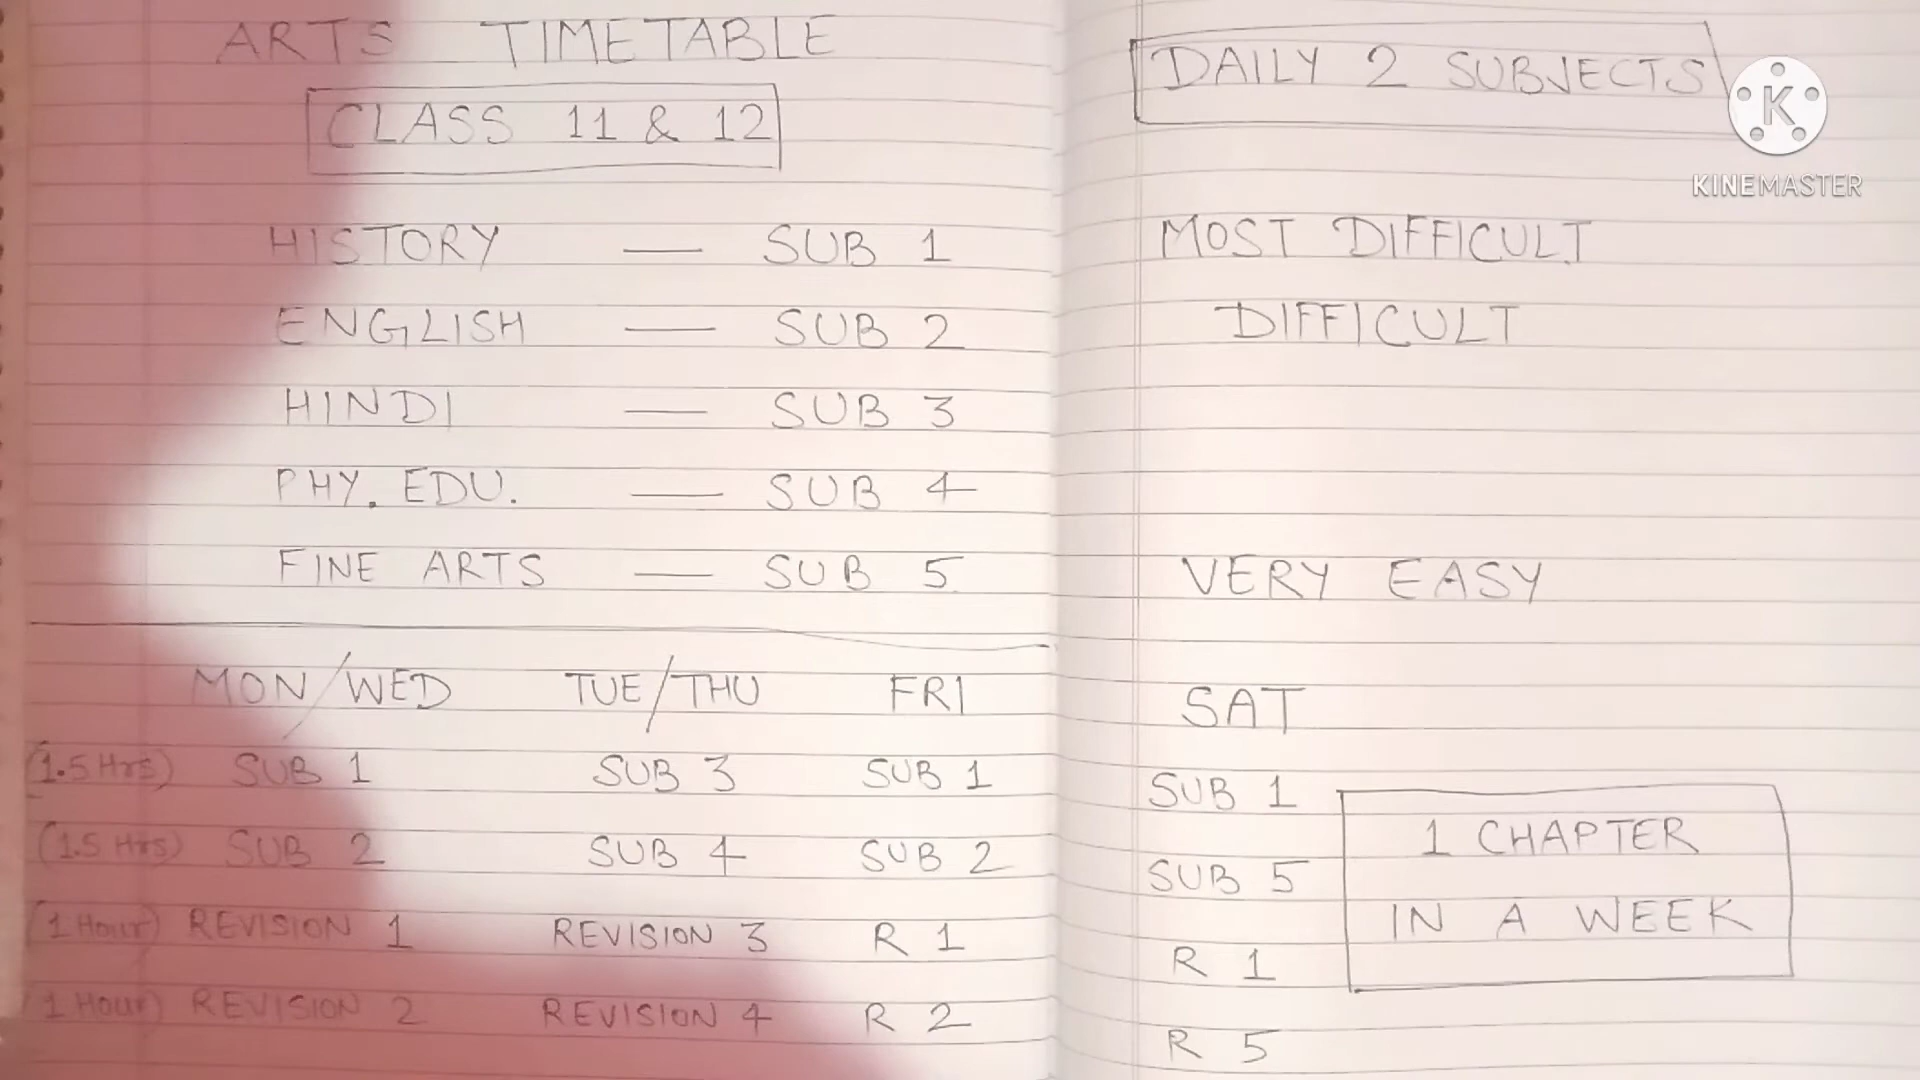 ARTS TIMETABLE
CLASS 11 & 12
HISTORY — SUB 1
ENGLISH — SUB 2
HINDI — SUB 3
PHY. EDU. — SUB 4
FINE ARTS — SUB 5
MON/WED TUE/THU FRI
(1.5 Hrs) SUB 1 SUB 3 SUB 1
(1.5 Hrs) SUB 2 SUB 4 SUB 2
(1 Hour) REVISION 1 REVISION 3 R 1
(1 Hour) REVISION 2 REVISION 4 R 2
DAILY 2 SUBJECTS
K
KINEMASTER
MOST DIFFICULT
DIFFICULT
VERY EASY
SAT
SUB 1
SUB 5
R 1
R 5
1 CHAPTER
IN A WEEK